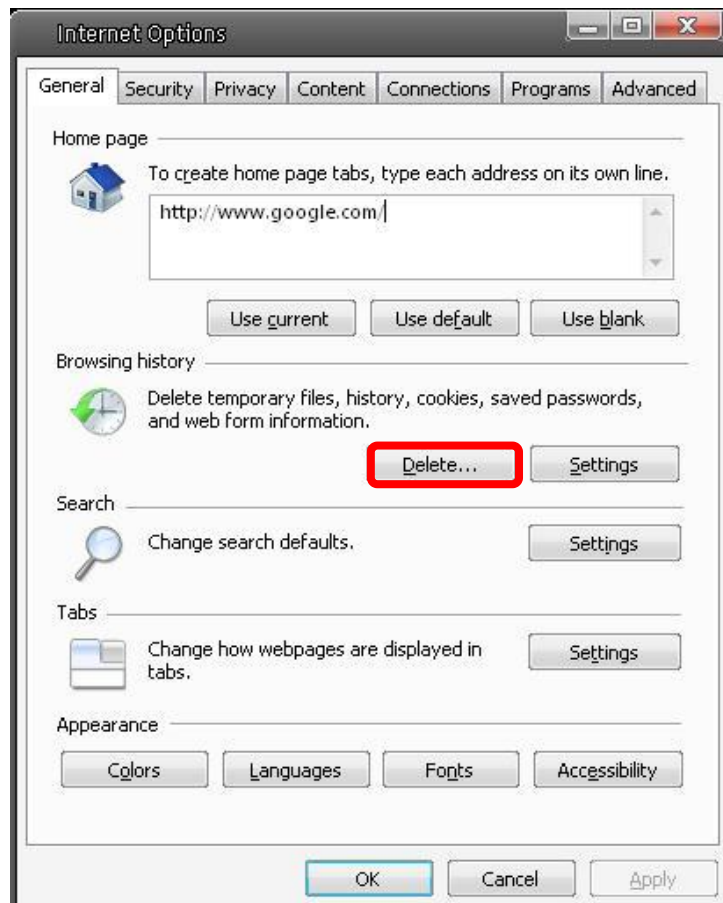 Internet Options
General Security Privacy Content Connections Programs Advanced
Home page
To create home page tabs, type each address on its own line.
http://www.google.com/
Use current Use default Use blank
Browsing history
Delete temporary files, history, cookies, saved passwords,
and web form information.
Delete... Settings
Search
Change search defaults. Settings
Tabs
Change how webpages are displayed in
tabs.
Settings
Appearance
Colors Languages Fonts Accessibility
OK Cancel Apply